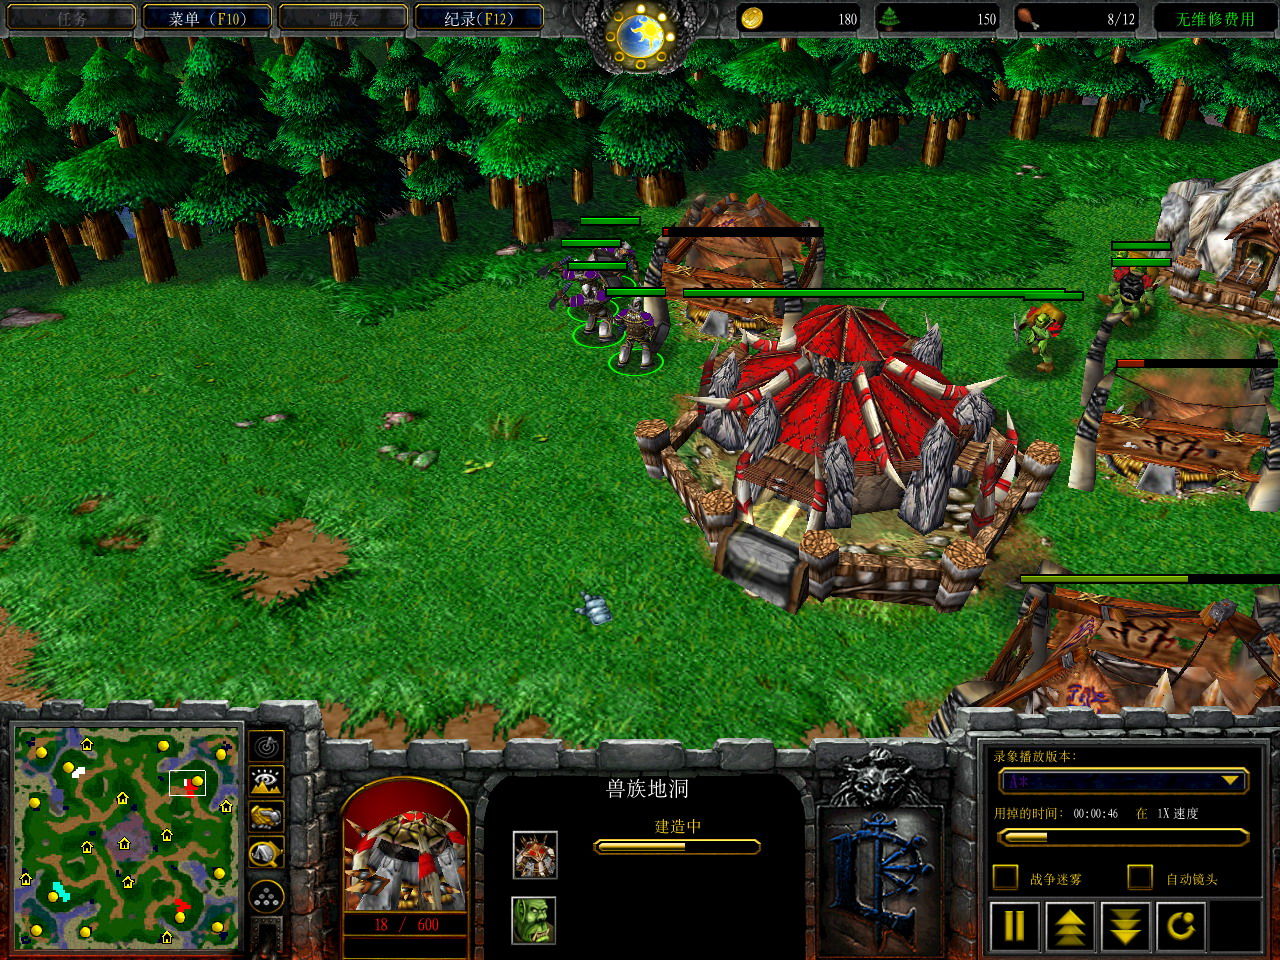 任务
菜单（F10）
盟友
纪录(F12)
180
150
8/12
无维修费用
兽族地洞
建造中
18 / 600
录象播放版本：
A*
用掉的时间： 00:00:46 在 1X 速度
战争迷雾
自动镜头